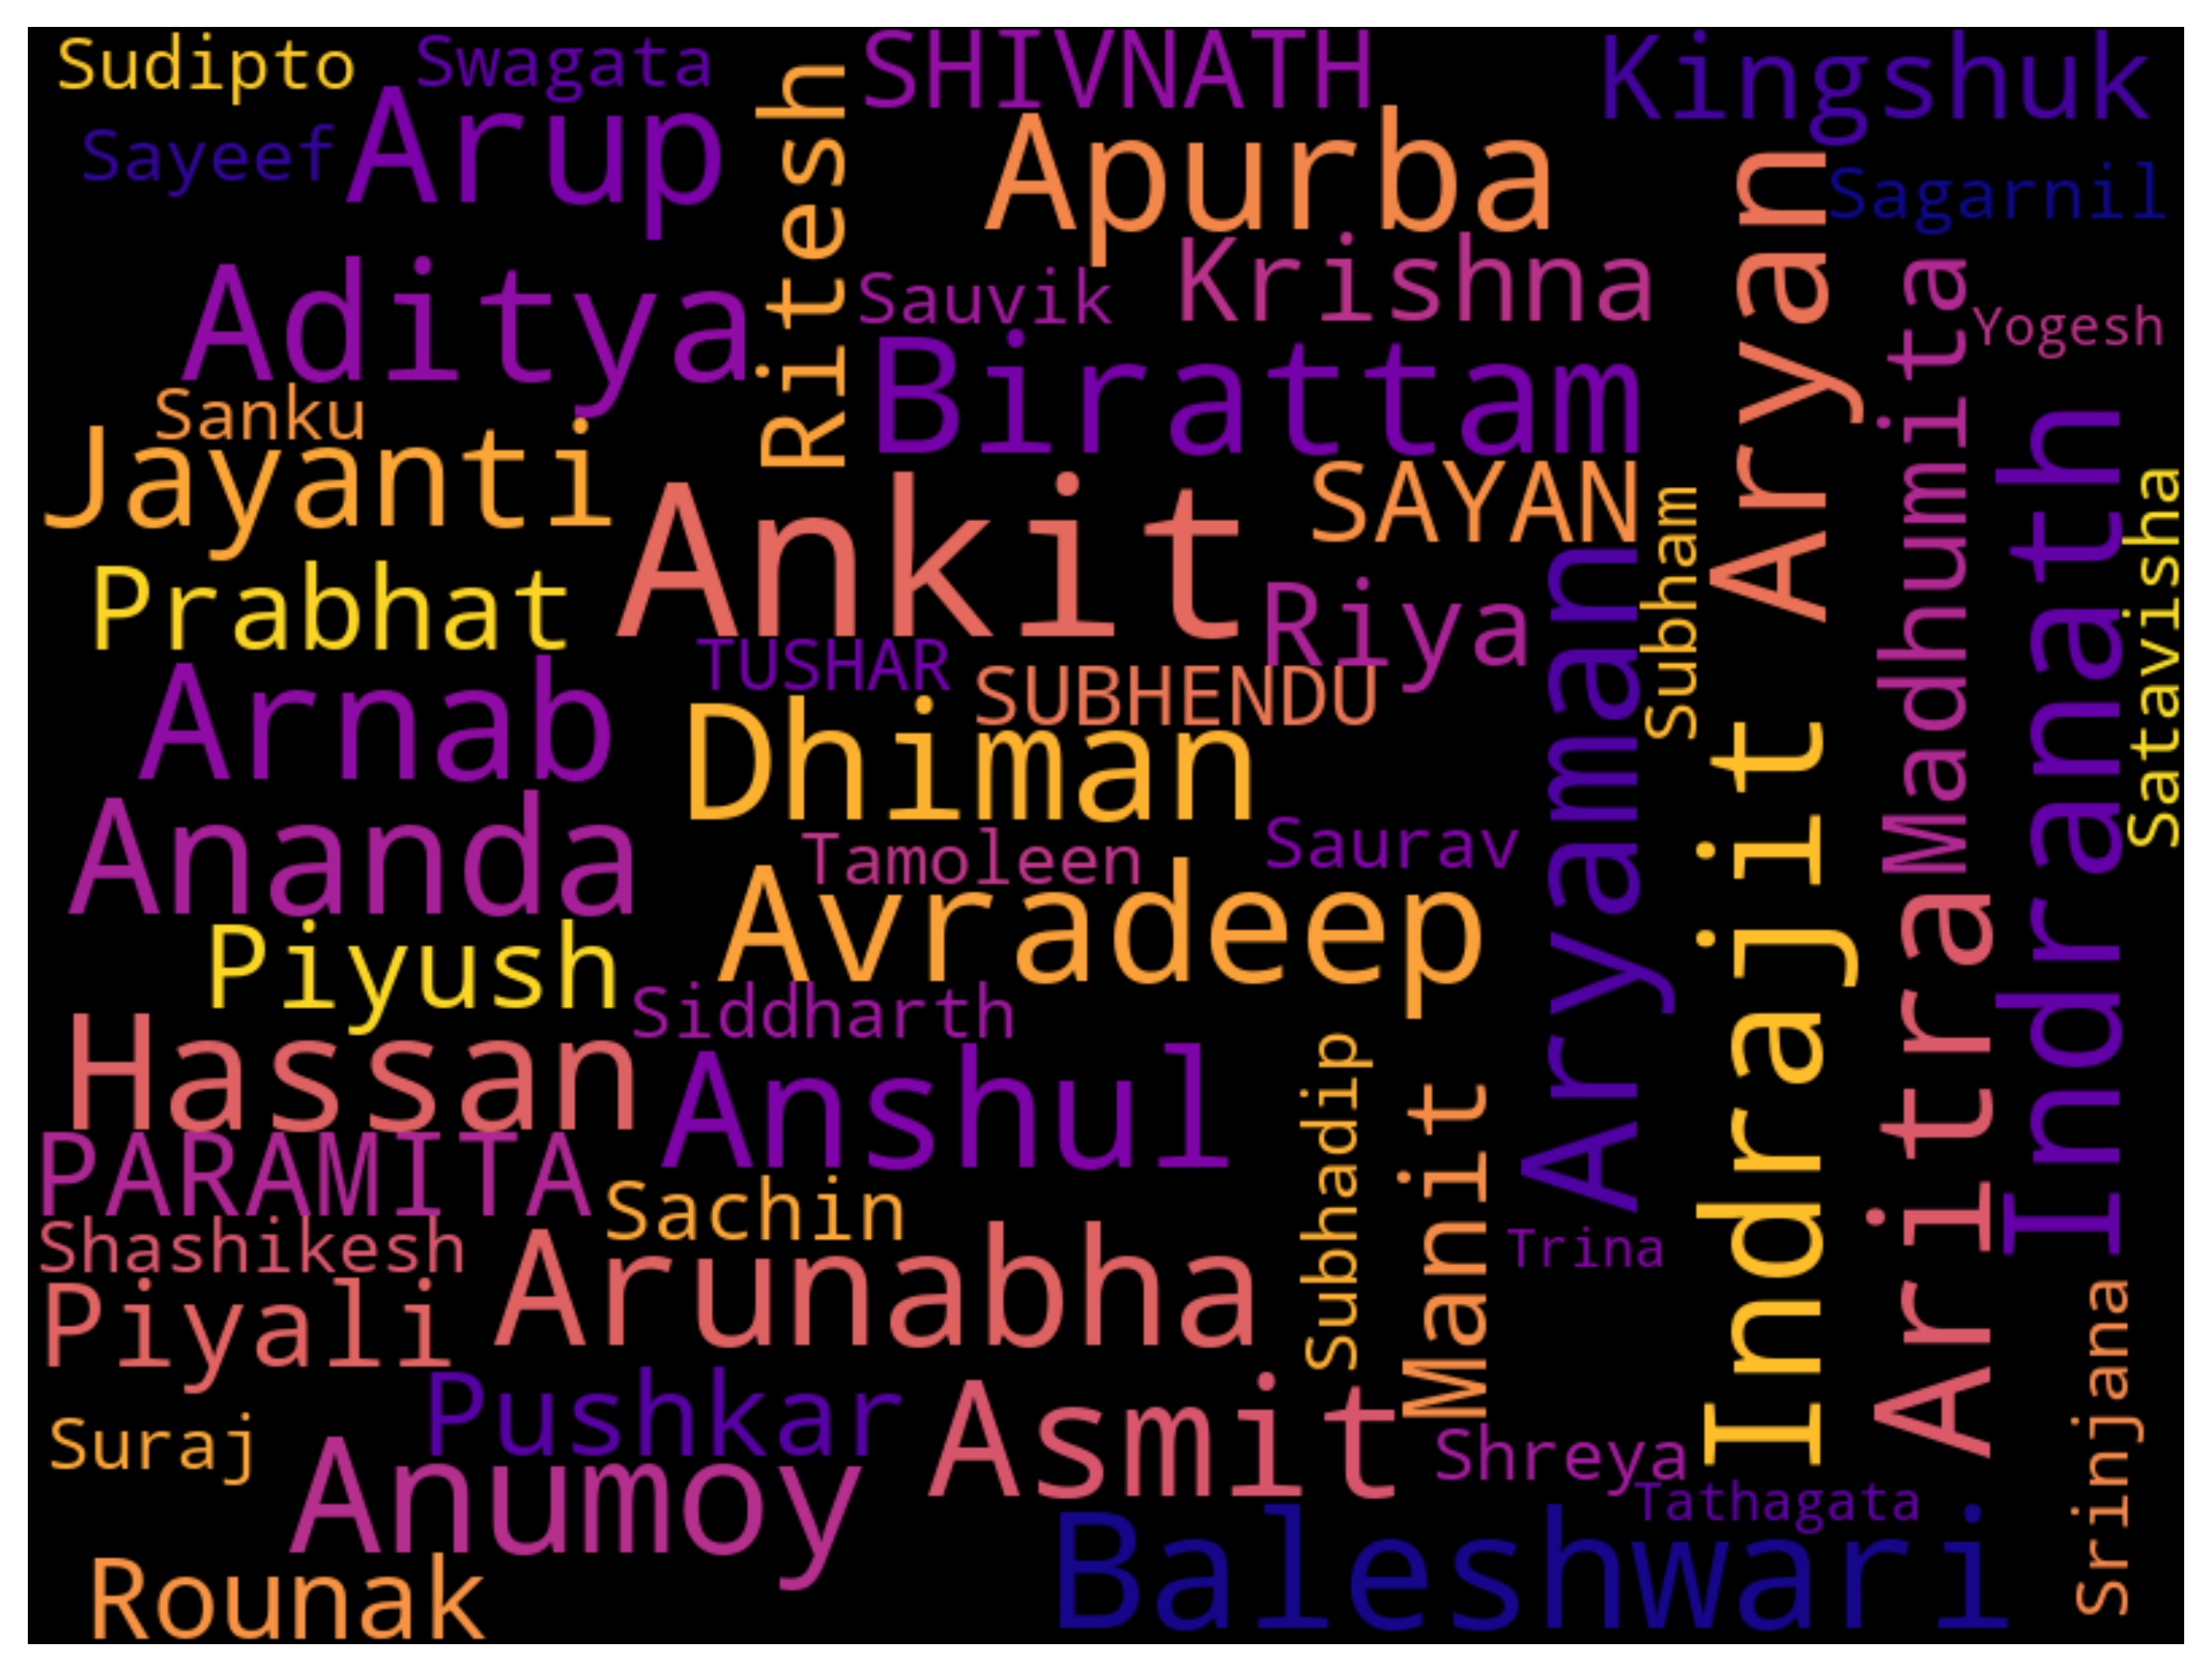 Sudipto
Swagata
SHIVNATH
Kingshuk
Sayeef
Arup
Ritesh
Apurba
Aryan
Sagarnil
Aditya
Sauvik
Krishna
Madhumita
Yogesh
Sanku
Birattam
Jayanti
Ankit
SAYAN
Subham
Indranath
Satavisha
Prabhat
Riya
Aryaman
TUSHAR
SUBHENDU
Arnab
Dhiman
Indrajit
Ananda
Tamoleen
Saurav
Avradeep
Aritra
Piyush
Siddharth
Hassan
Anshul
Subhadip
Manit
PARAMITA
Sachin
Shashikesh
Arunabha
Trina
Piyali
Pushkar
Asmit
Srinjana
Suraj
Anumoy
Shreya
Tathagata
Baleshwari
Rounak